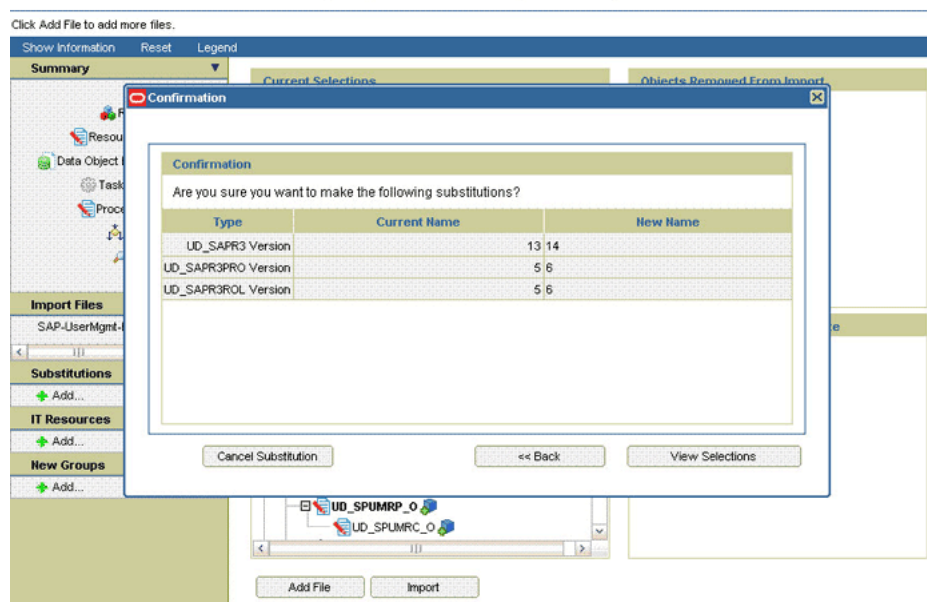 Click Add File to add more files.
Show Information Reset Legend
Summary
Current Selections
Objects Removed From Import
Confirmation
Resou
Data Object
Task
Proce
Import Files
SAP-UserMgmt-
Substitutions
Add...
IT Resources
Add...
New Groups
Add...
Confirmation
Are you sure you want to make the following substitutions?
Type Current Name New Name
UD_SAPR3 Version 13 14
UD_SAPR3PRO Version 5 6
UD_SAPR3ROL Version 5 6
Cancel Substitution << Back View Selections
UD_SPUMRP_O
UD_SPUMRC_O
Add File Import